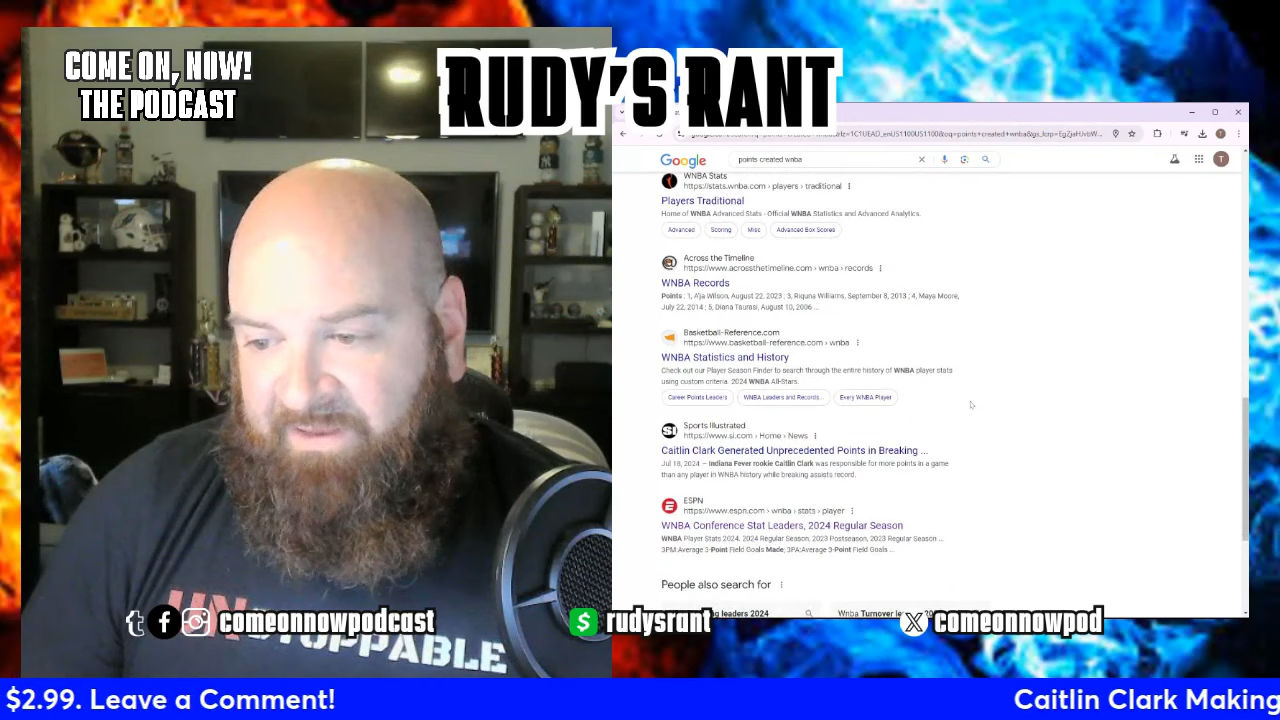 COME ON, NOW!
THE PODCAST
RUDY'S RANT
Google
points created wnba
T
WNBA Stats
https://stats.wnba.com › players › traditional
Players Traditional
Home of WNBA Advanced Stats - Official WNBA Statistics and Advanced Analytics.
Advanced
Scoring
Misc
Advanced Box Scores
Across the Timeline
https://www.acrossthetimeline.com › wnba › records
WNBA Records
Points : 1, A'ja Wilson, August 22, 2023 ; 3, Riquna Williams, September 8, 2013 ; 4, Maya Moore,
July 22, 2014 ; 5, Diana Taurasi, August 10, 2006 ...
Basketball-Reference.com
https://www.basketball-reference.com › wnba
WNBA Statistics and History
Check out our Player Season Finder to search through the entire history of WNBA player stats
using custom criteria. 2024 WNBA All-Stars.
Career Points Leaders
WNBA Leaders and Records...
Every WNBA Player
SI
Sports Illustrated
https://www.si.com › Home › News
Caitlin Clark Generated Unprecedented Points in Breaking ...
Jul 18, 2024 — Indiana Fever rookie Caitlin Clark was responsible for more points in a game
than any player in WNBA history while breaking assists record.
ESPN
https://www.espn.com › wnba › stats › player
WNBA Conference Stat Leaders, 2024 Regular Season
WNBA Player Stats 2024. 2024 Regular Season. 2023 Postseason, 2023 Regular Season ...
3PM:Average 3-Point Field Goals Made; 3PA:Average 3-Point Field Goals ...
People also search for
leaders 2024
Wnba Turnover
UNSTOPPABLE
comeonnowpodcast
$ rudysrant
X comeonnowpod
$2.99. Leave a Comment!
Caitlin Clark Making